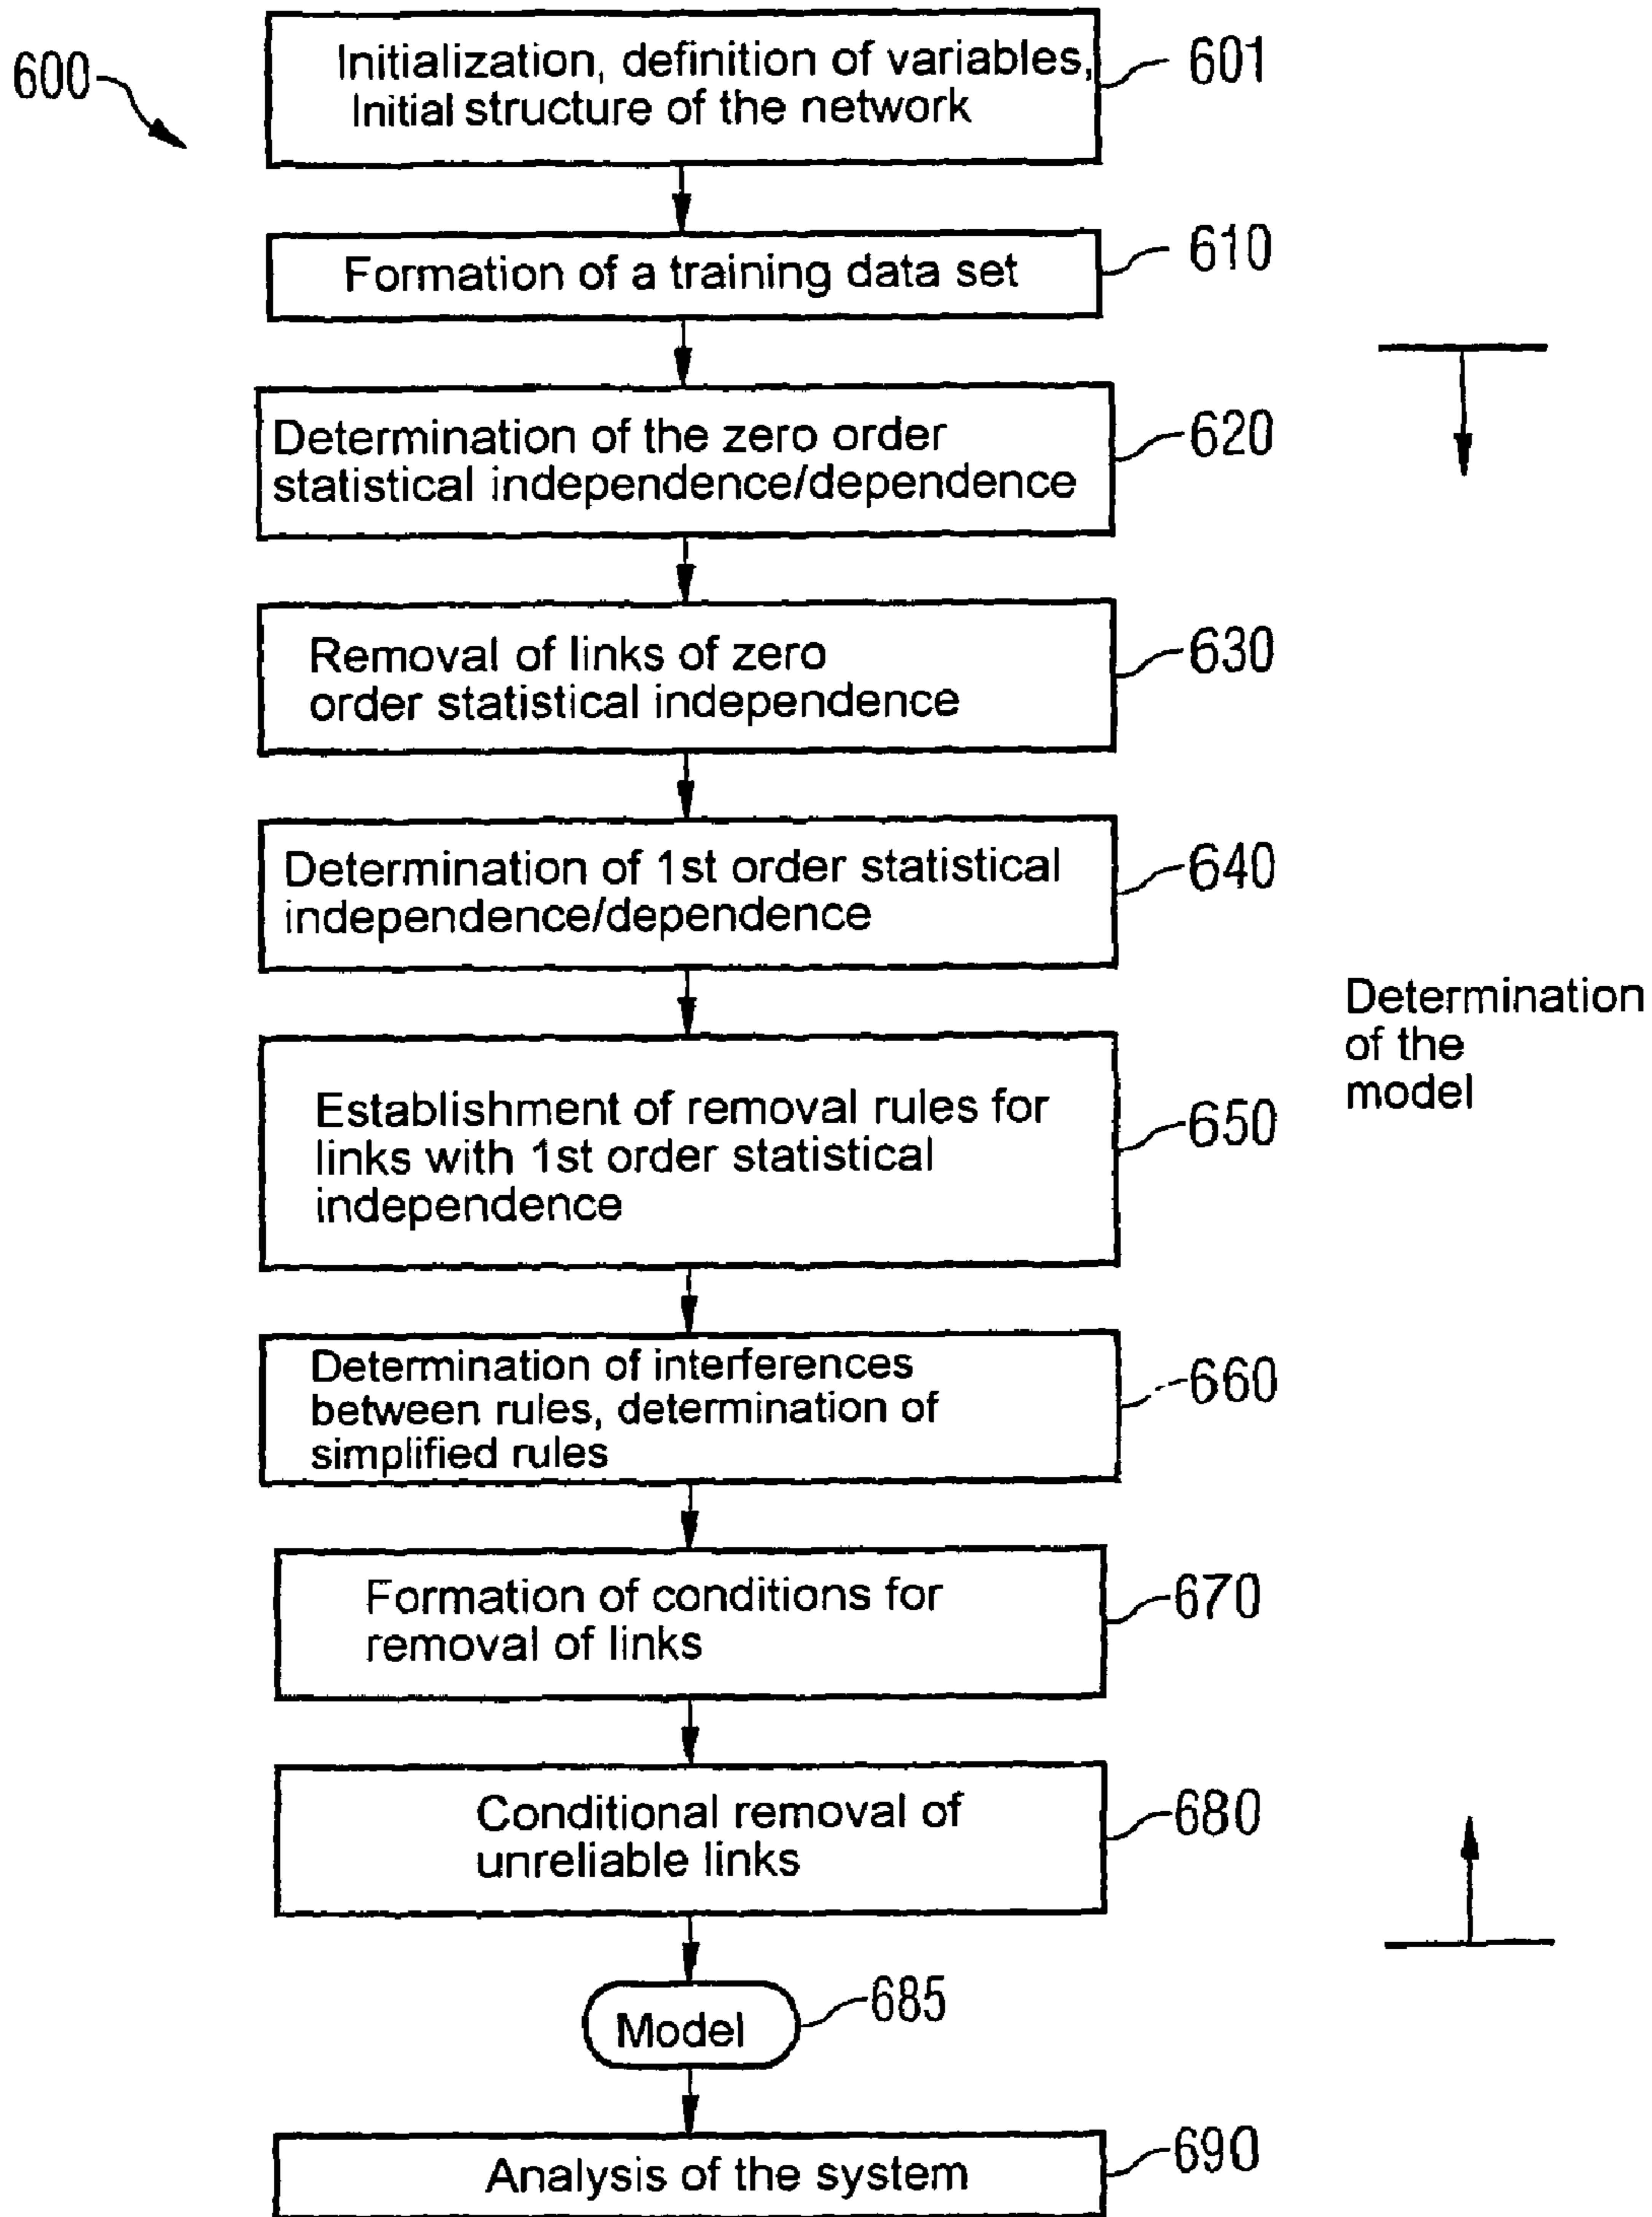 600
Initialization, definition of variables,
Initial structure of the network
601
Formation of a training data set
610
Determination of the zero order
statistical independence/dependence
620
Removal of links of zero
order statistical independence
630
Determination of 1st order statistical
independence/dependence
640
Determination
of the
model
Establishment of removal rules for
links with 1st order statistical
independence
650
Determination of interferences
between rules, determination of
simplified rules
660
Formation of conditions for
removal of links
670
Conditional removal of
unreliable links
680
Model
685
Analysis of the system
690